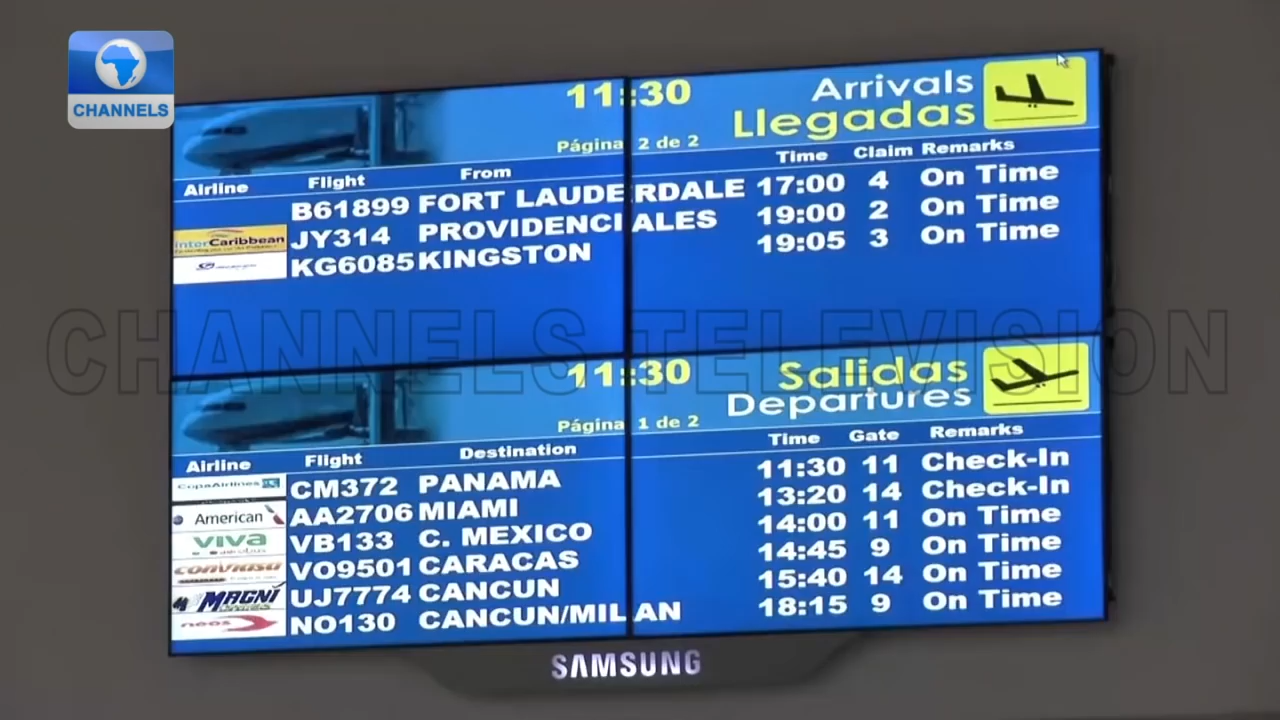 CHANNELS
11:30
Arrivals
Llegadas
Página 2 de 2
Airline Flight From Time Claim Remarks
B61899 FORT LAUDERDALE 17:00 4 On Time
interCaribbean JY314 PROVIDENCIALES 19:00 2 On Time
KG6085 KINGSTON 19:05 3 On Time
CHANNELS TELEVISION
11:30
Salidas
Departures
Página 1 de 2
Airline Flight Destination Time Gate Remarks
CopaAirlines CM372 PANAMA 11:30 11 Check-In
American AA2706 MIAMI 13:20 14 Check-In
viva aerobus VB133 C. MEXICO 14:00 11 On Time
conviasa VO9501 CARACAS 14:45 9 On Time
MAGNI UJ7774 CANCUN 15:40 14 On Time
neos NO130 CANCUN/MILAN 18:15 9 On Time
SAMSUNG